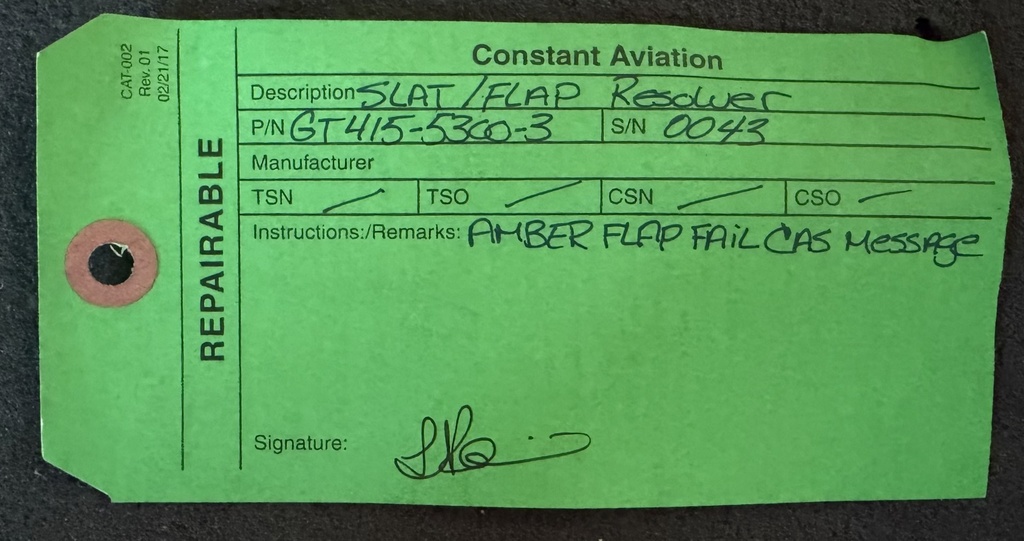 CAT-002
Rev. 01
02/21/17
REPAIRABLE
Constant Aviation
Description SLAT/FLAP Resolver
P/N GT415-5360-3 S/N 0043
Manufacturer
TSN — TSO — CSN — CSO —
Instructions:/Remarks: AMBER FLAP FAIL CAS Message
Signature: